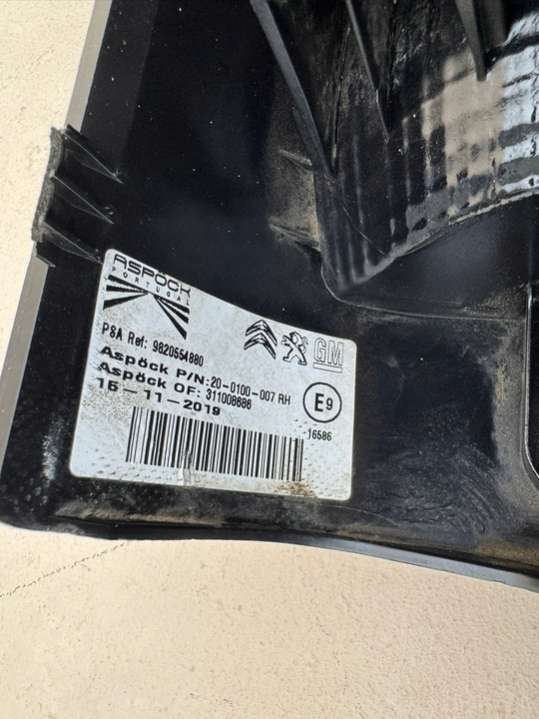 ASPÖCK
PORTUGAL
GM
PSA Ref: 9820554880
Aspöck P/N:20-0100-007 RH
Aspöck OF: 311008686
15-11-2019
E9
16586